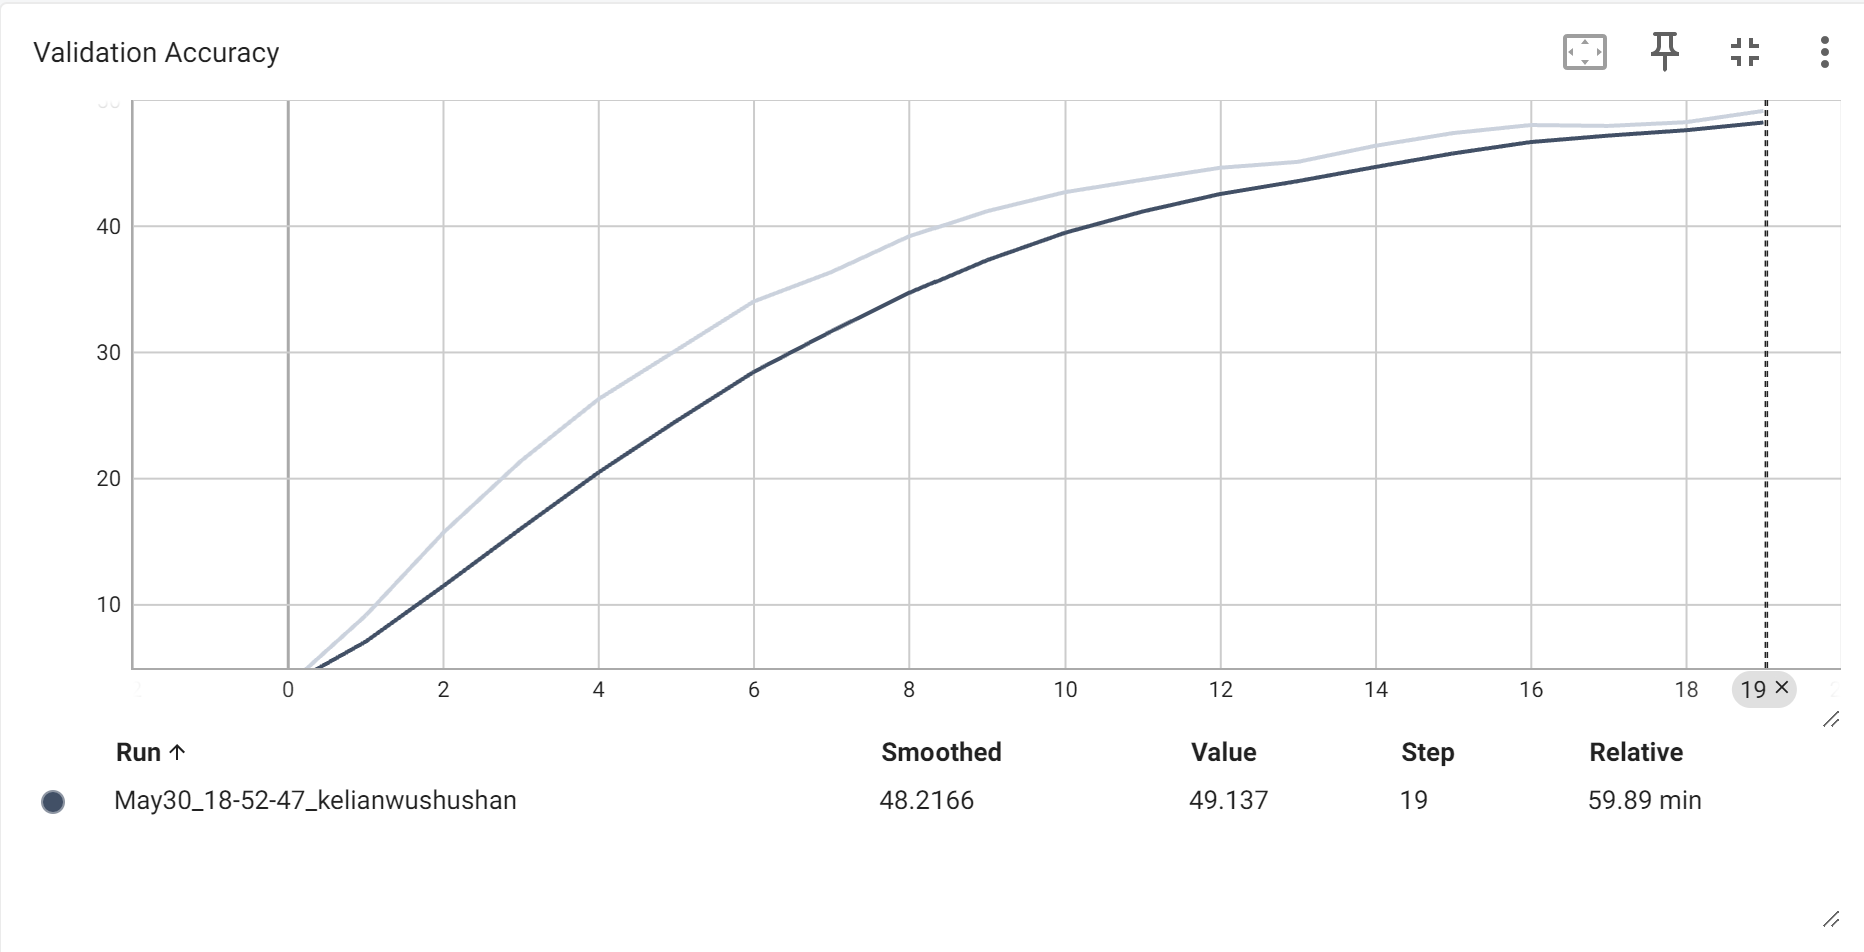 Validation Accuracy
50
40
30
20
10
0 2 4 6 8 10 12 14 16 18 19 ×
Run ↑ Smoothed Value Step Relative
May30_18-52-47_kelianwushushan 48.2166 49.137 19 59.89 min